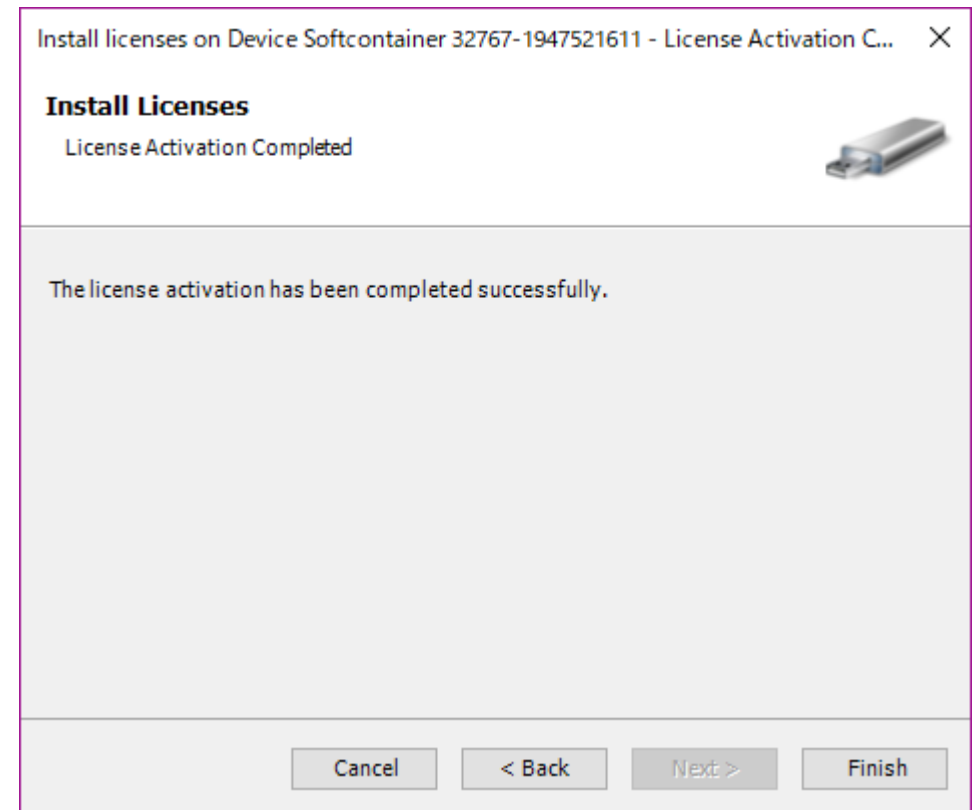 Install licenses on Device Softcontainer 32767-1947521611 - License Activation C...
Install Licenses
License Activation Completed
The license activation has been completed successfully.
Cancel
< Back
Next >
Finish